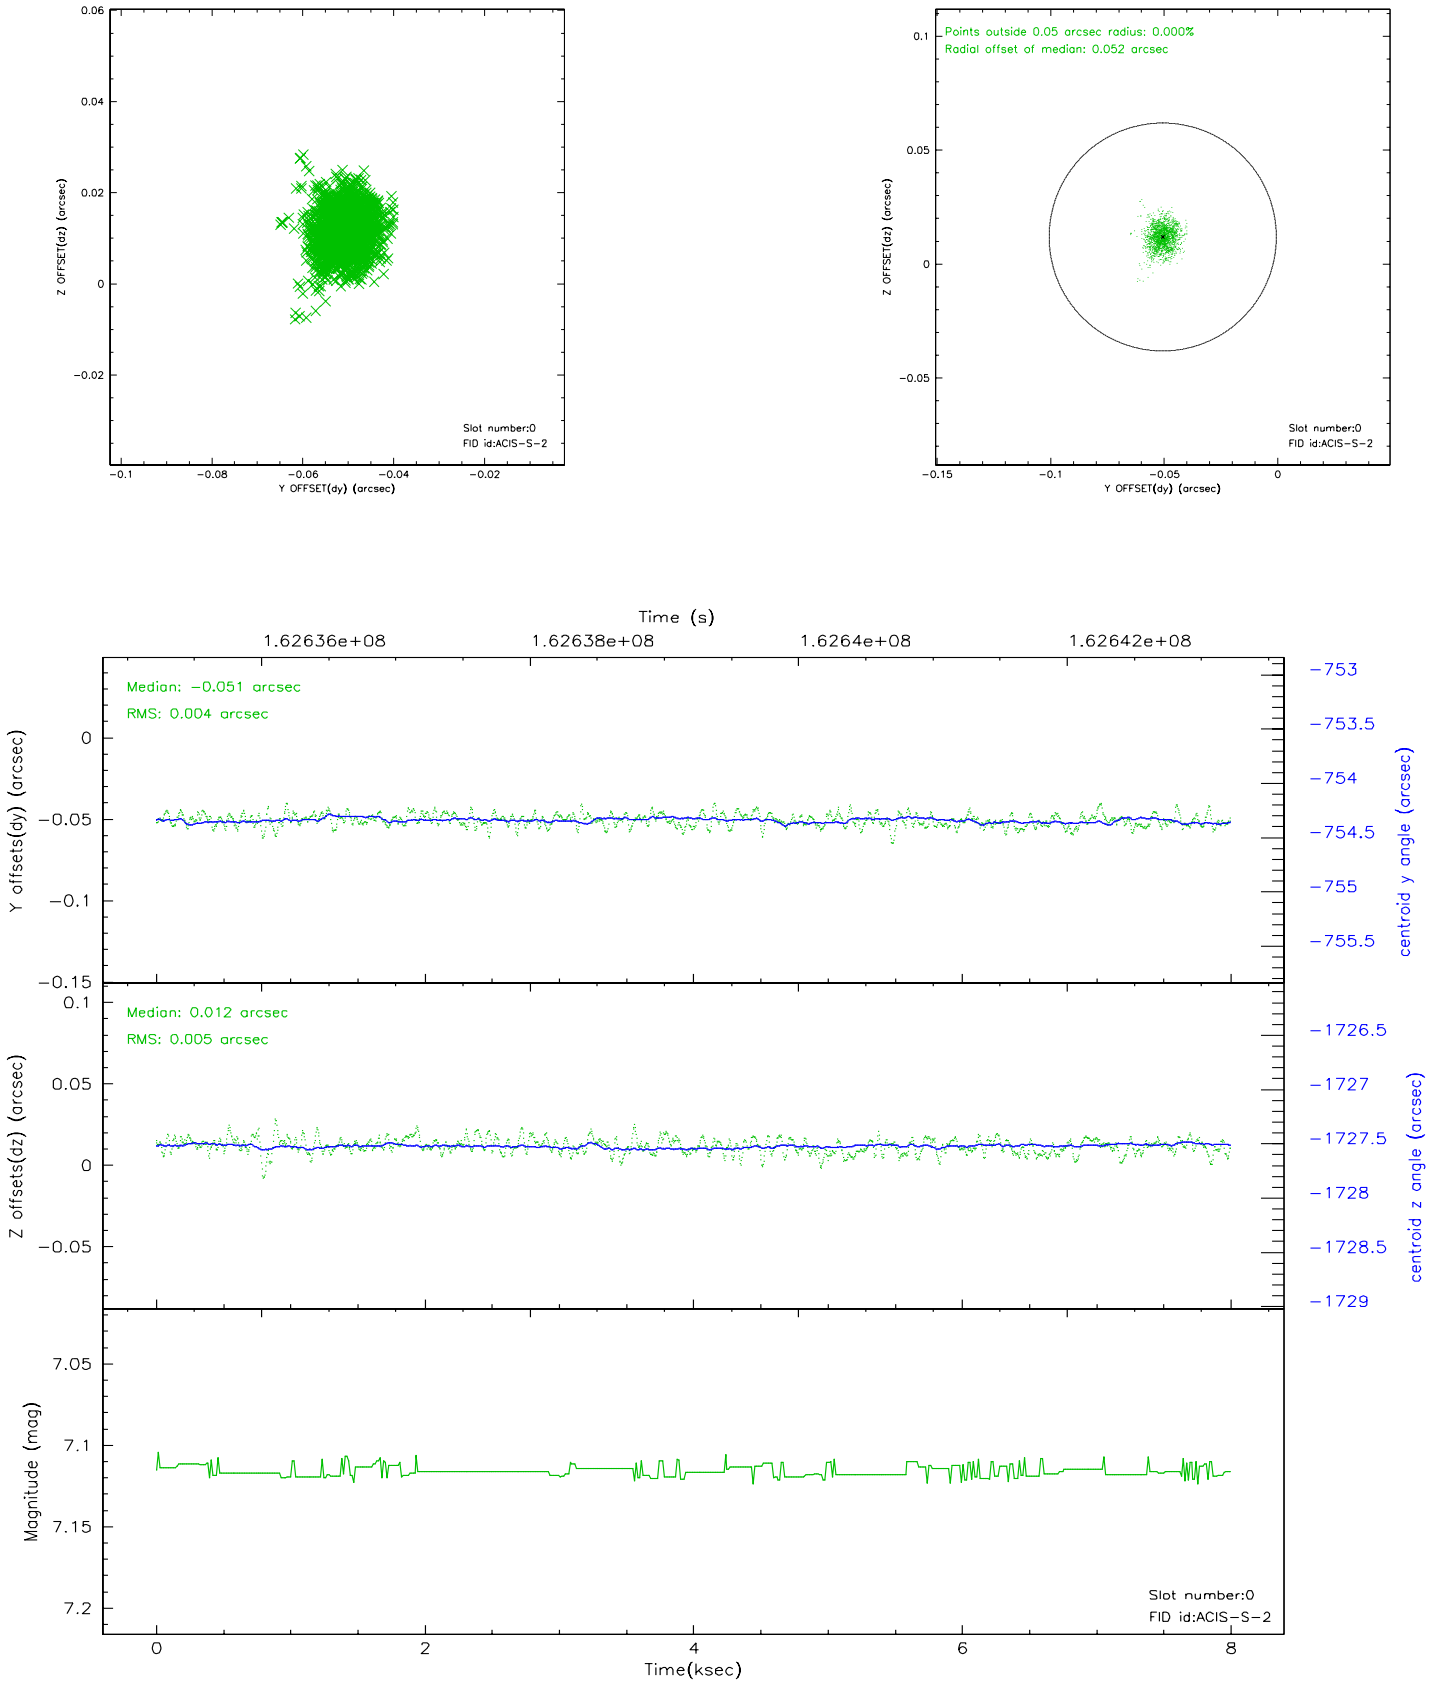 0.06
0.04
0.02
0
−0.02
−0.1
−0.08
−0.06
−0.04
−0.02
Z OFFSET(dz) (arcsec)
Y OFFSET(dy) (arcsec)
Slot number:0
FID id:ACIS−S−2
Points outside 0.05 arcsec radius: 0.000%
Radial offset of median: 0.052 arcsec
0.1
0.05
0
−0.05
−0.15
−0.1
−0.05
0
Z OFFSET(dz) (arcsec)
Y OFFSET(dy) (arcsec)
Slot number:0
FID id:ACIS−S−2
Time (s)
1.62636e+08
1.62638e+08
1.6264e+08
1.62642e+08
Median: −0.051 arcsec
RMS: 0.004 arcsec
0
−0.05
−0.1
−0.15
Y offsets(dy) (arcsec)
−753
−753.5
−754
−754.5
−755
−755.5
centroid y angle (arcsec)
Median: 0.012 arcsec
RMS: 0.005 arcsec
0.1
0.05
0
−0.05
Z offsets(dz) (arcsec)
−1726.5
−1727
−1727.5
−1728
−1728.5
−1729
centroid z angle (arcsec)
7.05
7.1
7.15
7.2
Magnitude (mag)
Slot number:0
FID id:ACIS−S−2
0
2
4
6
8
Time(ksec)